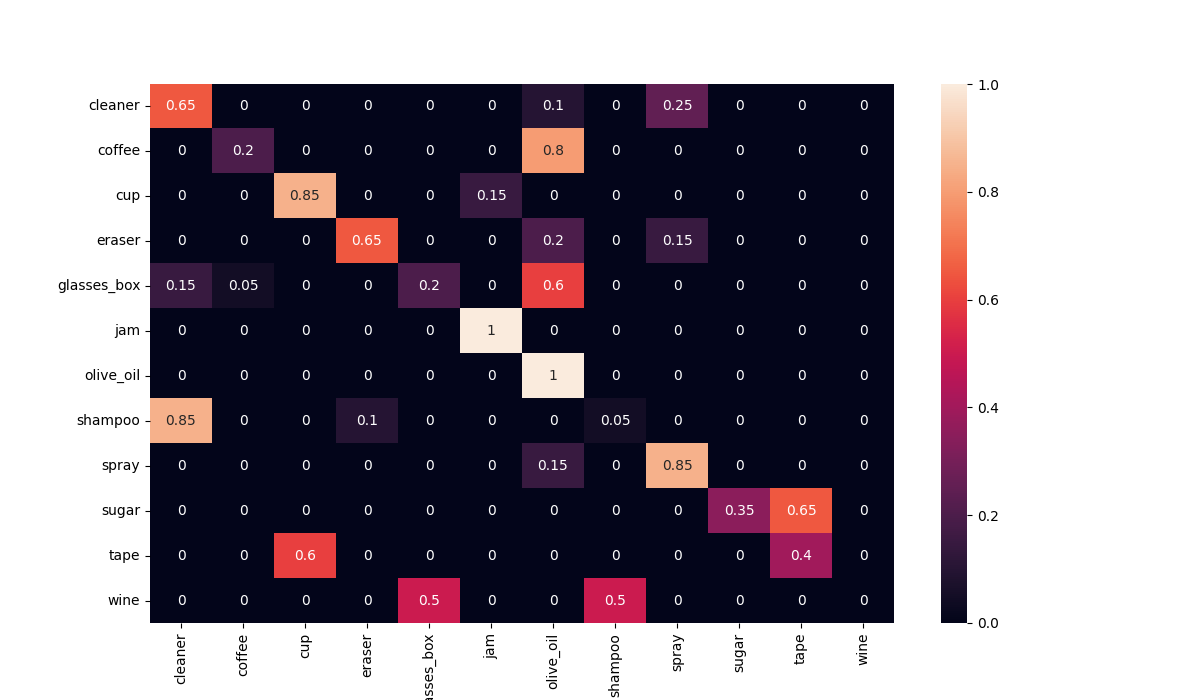 cleaner 0.65 0 0 0 0 0 0.1 0 0.25 0 0 0 1.0
coffee 0 0.2 0 0 0 0 0.8 0 0 0 0 0
cup 0 0 0.85 0 0 0.15 0 0 0 0 0 0 0.8
eraser 0 0 0 0.65 0 0 0.2 0 0.15 0 0 0
glasses_box 0.15 0.05 0 0 0.2 0 0.6 0 0 0 0 0 0.6
jam 0 0 0 0 0 1 0 0 0 0 0 0
olive_oil 0 0 0 0 0 0 1 0 0 0 0 0
shampoo 0.85 0 0 0.1 0 0 0 0.05 0 0 0 0 0.4
spray 0 0 0 0 0 0 0.15 0 0.85 0 0 0
sugar 0 0 0 0 0 0 0 0 0 0.35 0.65 0 0.2
tape 0 0 0.6 0 0 0 0 0 0 0 0.4 0
wine 0 0 0 0 0.5 0 0 0.5 0 0 0 0 0.0
cleaner coffee cup eraser asses_box jam olive_oil shampoo spray sugar tape wine